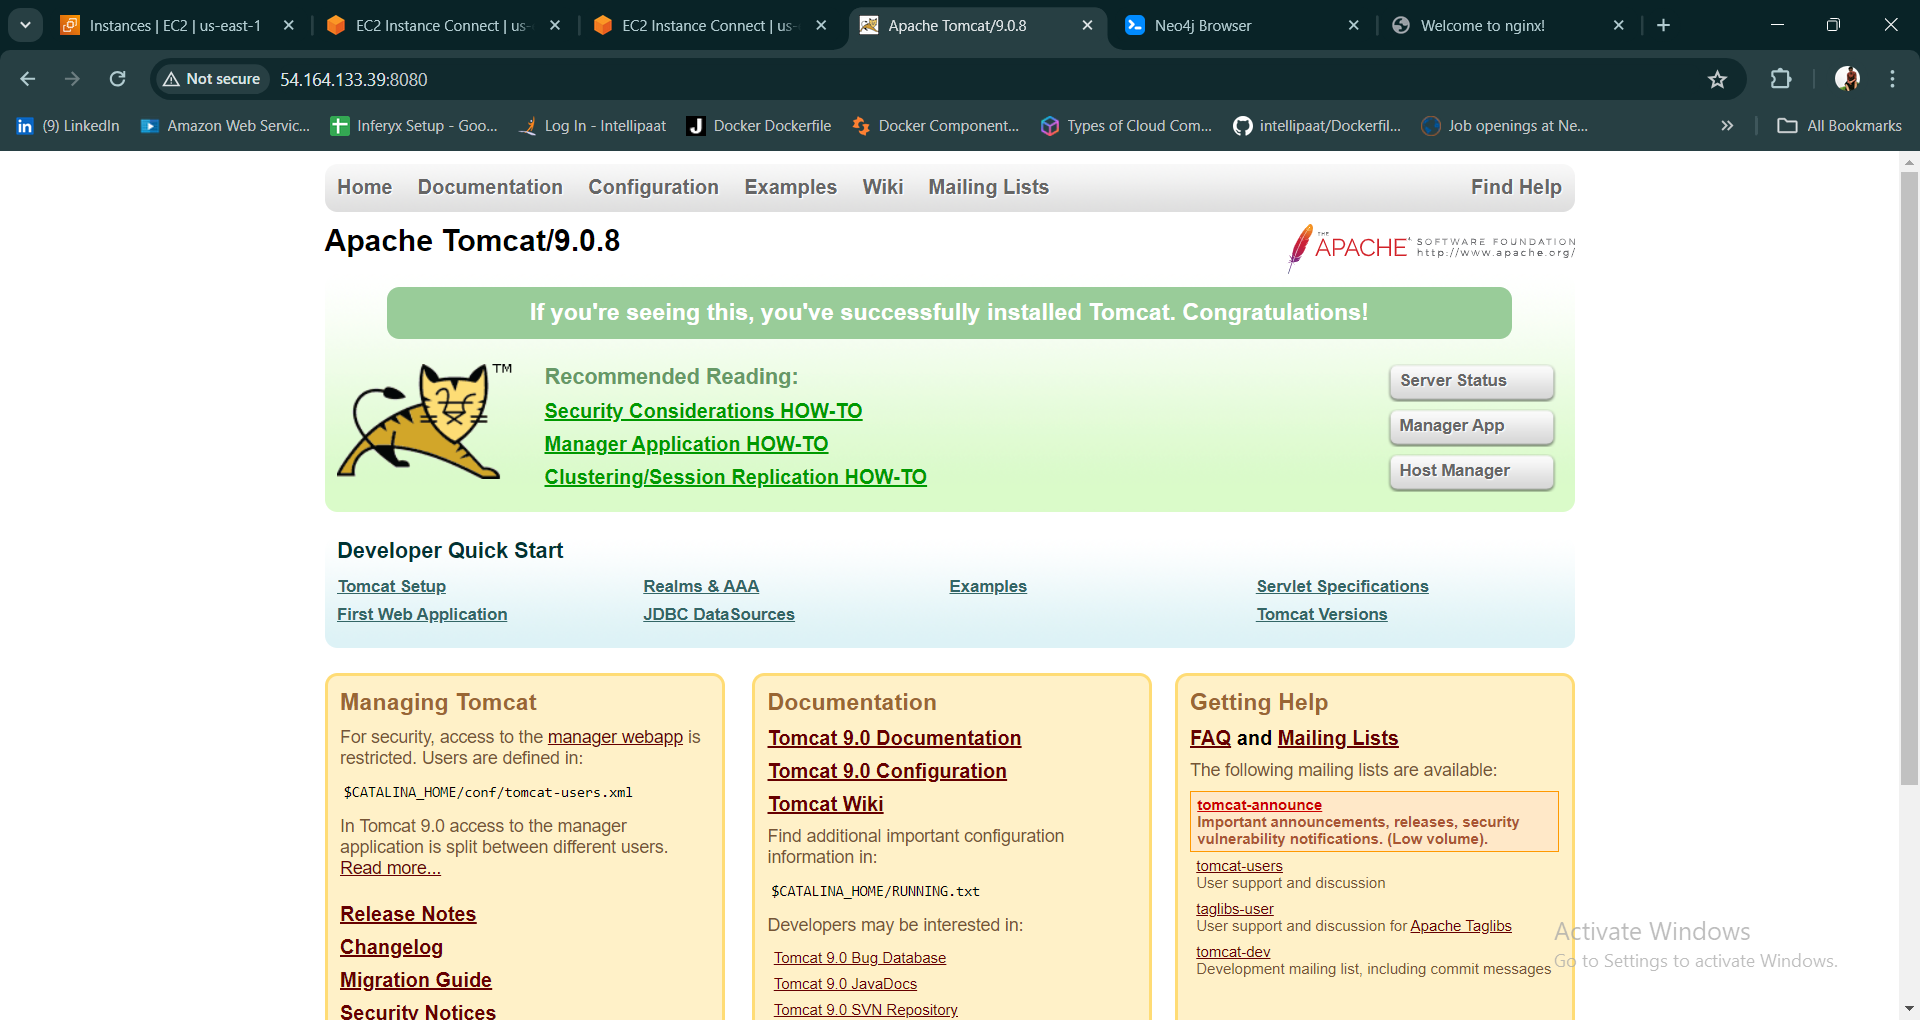 Instances | EC2 | us-east-1
EC2 Instance Connect | us-
EC2 Instance Connect | us-
Apache Tomcat/9.0.8
Neo4j Browser
Welcome to nginx!
Not secure
54.164.133.39:8080
(9) LinkedIn
Amazon Web Servic...
Inferyx Setup - Goo...
Log In - Intellipaat
Docker Dockerfile
Docker Component...
Types of Cloud Com...
intellipaat/Dockerfil...
Job openings at Ne...
All Bookmarks
Home Documentation Configuration Examples Wiki Mailing Lists Find Help
Apache Tomcat/9.0.8
THE APACHE SOFTWARE FOUNDATION
http://www.apache.org/
If you're seeing this, you've successfully installed Tomcat. Congratulations!
TM
Recommended Reading:
Security Considerations HOW-TO
Manager Application HOW-TO
Clustering/Session Replication HOW-TO
Server Status
Manager App
Host Manager
Developer Quick Start
Tomcat Setup
First Web Application
Realms & AAA
JDBC DataSources
Examples
Servlet Specifications
Tomcat Versions
Managing Tomcat
For security, access to the manager webapp is
restricted. Users are defined in:
$CATALINA_HOME/conf/tomcat-users.xml
In Tomcat 9.0 access to the manager
application is split between different users.
Read more...
Release Notes
Changelog
Migration Guide
Security Notices
Documentation
Tomcat 9.0 Documentation
Tomcat 9.0 Configuration
Tomcat Wiki
Find additional important configuration
information in:
$CATALINA_HOME/RUNNING.txt
Developers may be interested in:
Tomcat 9.0 Bug Database
Tomcat 9.0 JavaDocs
Tomcat 9.0 SVN Repository
Getting Help
FAQ and Mailing Lists
The following mailing lists are available:
tomcat-announce
Important announcements, releases, security
vulnerability notifications. (Low volume).
tomcat-users
User support and discussion
taglibs-user
User support and discussion for Apache Taglibs
tomcat-dev
Development mailing list, including commit messages
Activate Windows
Go to Settings to activate Windows.